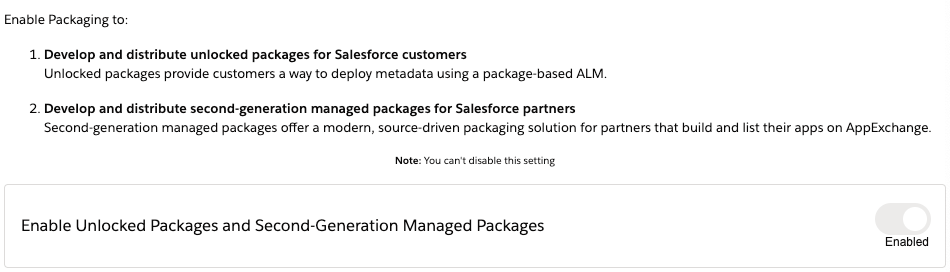 Enable Packaging to:
1. Develop and distribute unlocked packages for Salesforce customers
Unlocked packages provide customers a way to deploy metadata using a package-based ALM.
2. Develop and distribute second-generation managed packages for Salesforce partners
Second-generation managed packages offer a modern, source-driven packaging solution for partners that build and list their apps on AppExchange.
Note: You can't disable this setting
Enable Unlocked Packages and Second-Generation Managed Packages
Enabled